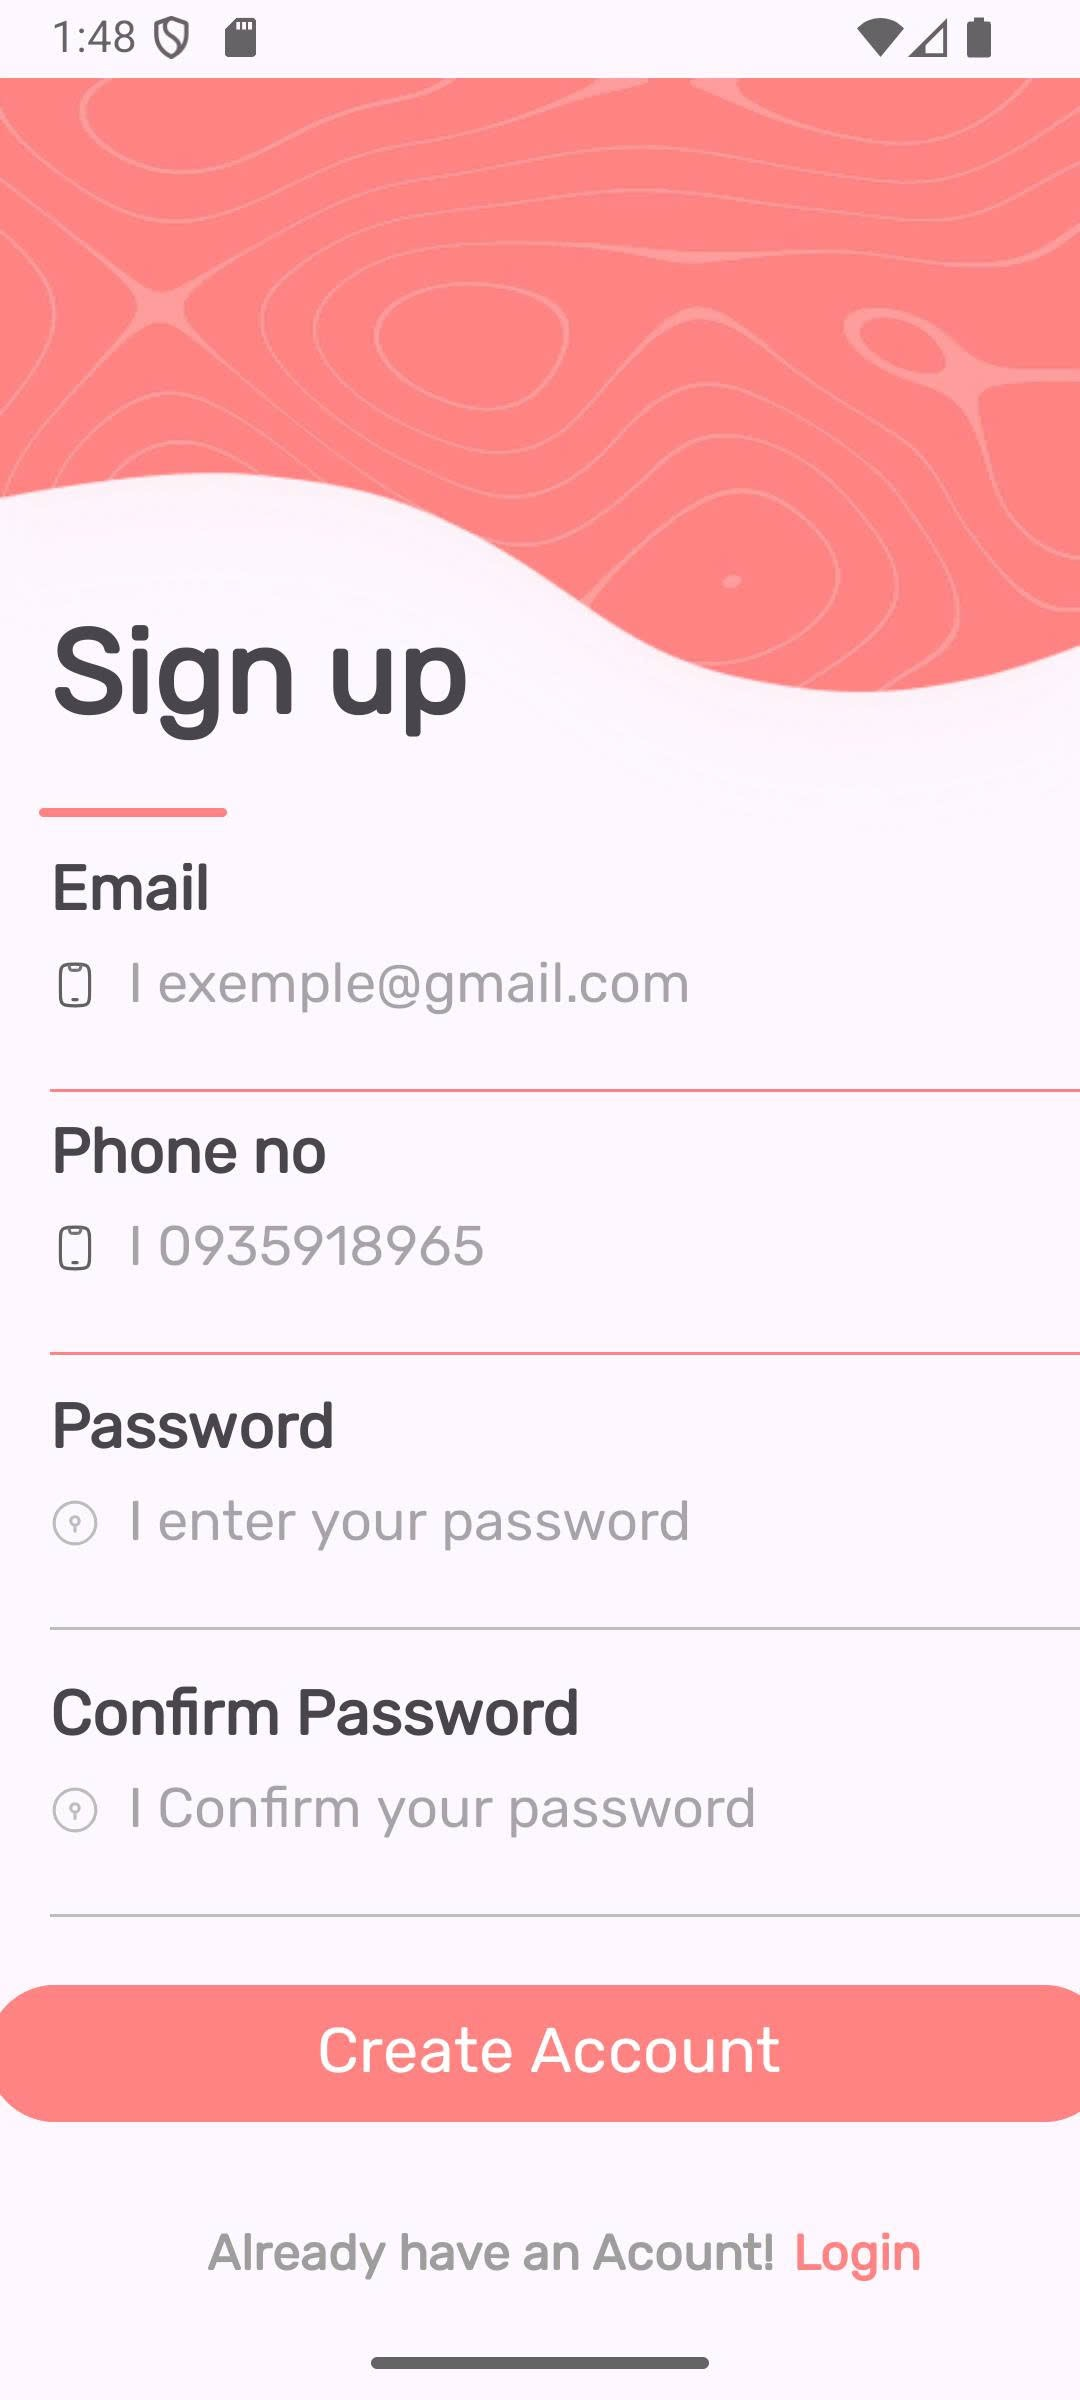 1:48
Sign up
Email
| exemple@gmail.com
Phone no
| 0935918965
Password
| enter your password
Confirm Password
| Confirm your password
Create Account
Already have an Acount! Login